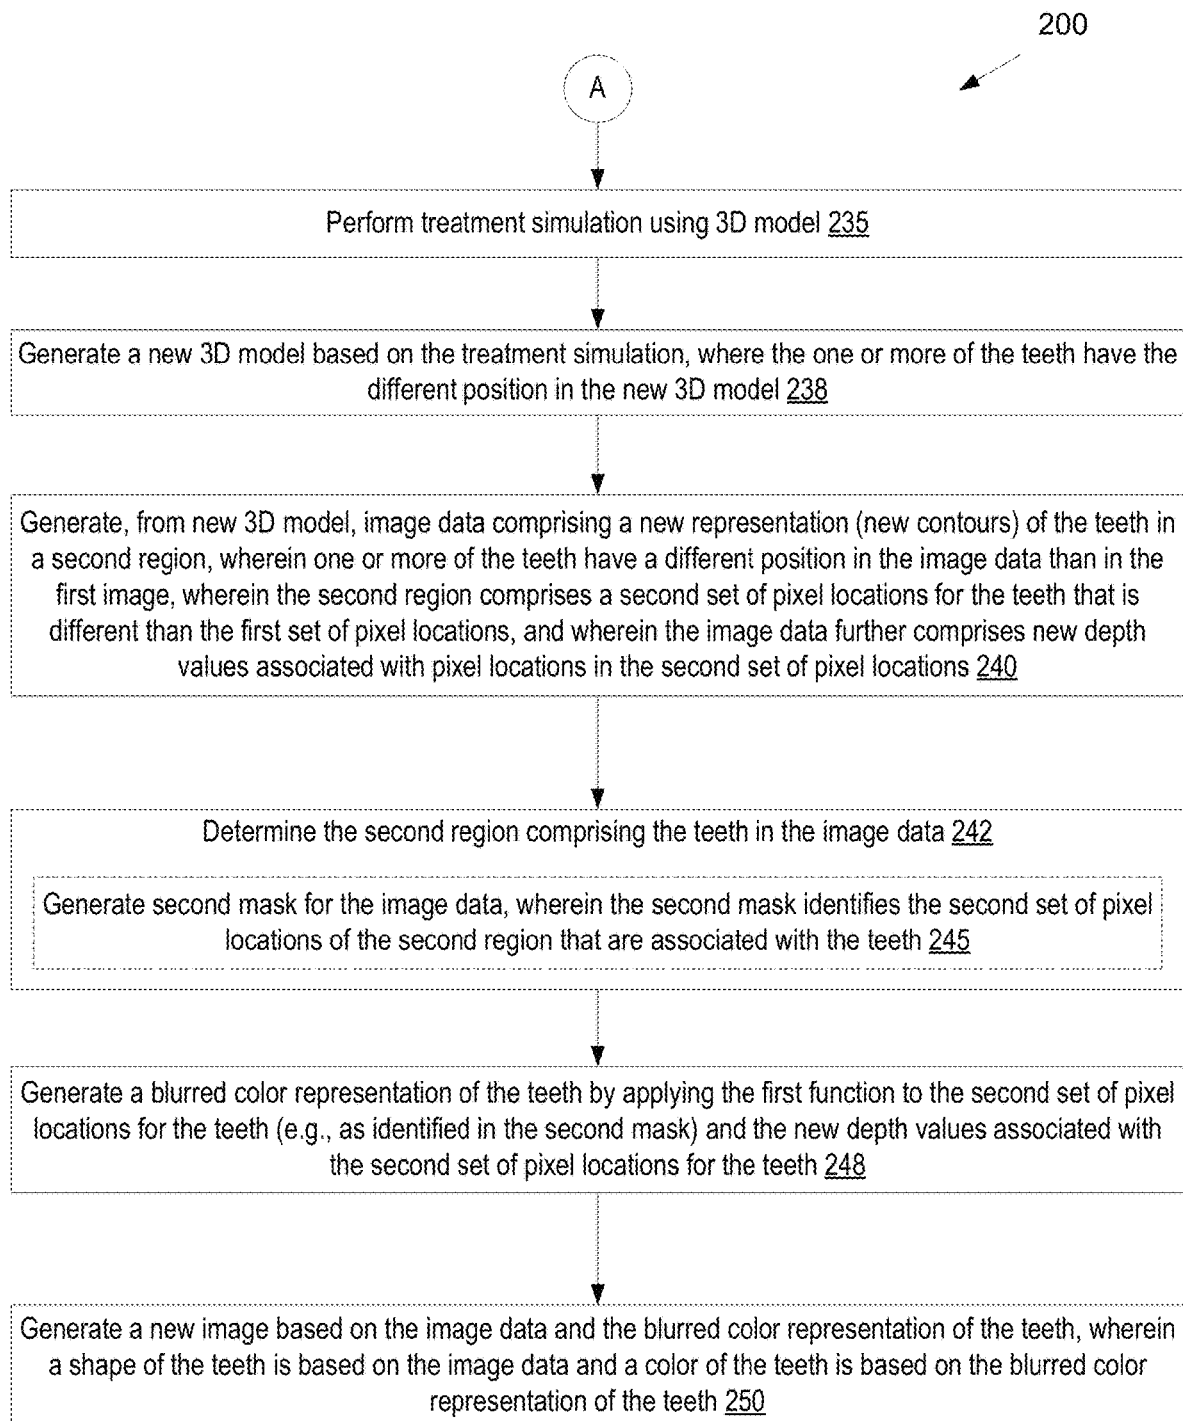 200
A
Perform treatment simulation using 3D model 235
Generate a new 3D model based on the treatment simulation, where the one or more of the teeth have the
different position in the new 3D model 238
Generate, from new 3D model, image data comprising a new representation (new contours) of the teeth in
a second region, wherein one or more of the teeth have a different position in the image data than in the
first image, wherein the second region comprises a second set of pixel locations for the teeth that is
different than the first set of pixel locations, and wherein the image data further comprises new depth
values associated with pixel locations in the second set of pixel locations 240
Determine the second region comprising the teeth in the image data 242
Generate second mask for the image data, wherein the second mask identifies the second set of pixel
locations of the second region that are associated with the teeth 245
Generate a blurred color representation of the teeth by applying the first function to the second set of pixel
locations for the teeth (e.g., as identified in the second mask) and the new depth values associated with
the second set of pixel locations for the teeth 248
Generate a new image based on the image data and the blurred color representation of the teeth, wherein
a shape of the teeth is based on the image data and a color of the teeth is based on the blurred color
representation of the teeth 250